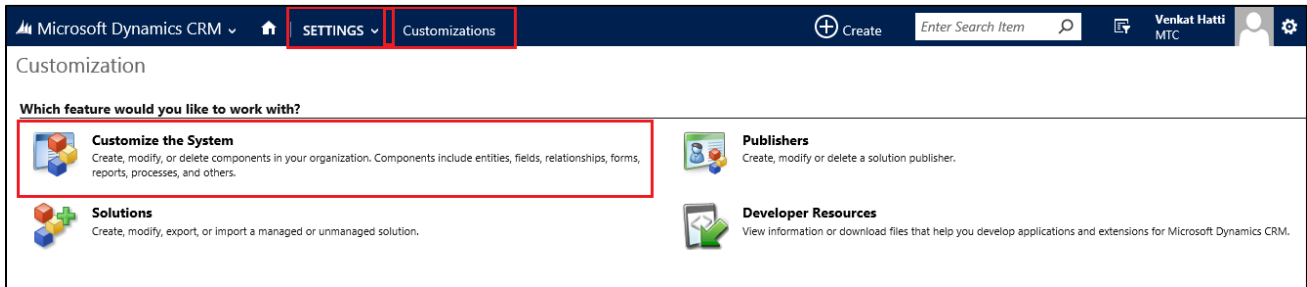 Microsoft Dynamics CRM SETTINGS Customizations Create Enter Search Item Venkat Hatti
MTC
Customization
Which feature would you like to work with?
Customize the System
Create, modify, or delete components in your organization. Components include entities, fields, relationships, forms,
reports, processes, and others.
Publishers
Create, modify or delete a solution publisher.
Solutions
Create, modify, export, or import a managed or unmanaged solution.
Developer Resources
View information or download files that help you develop applications and extensions for Microsoft Dynamics CRM.